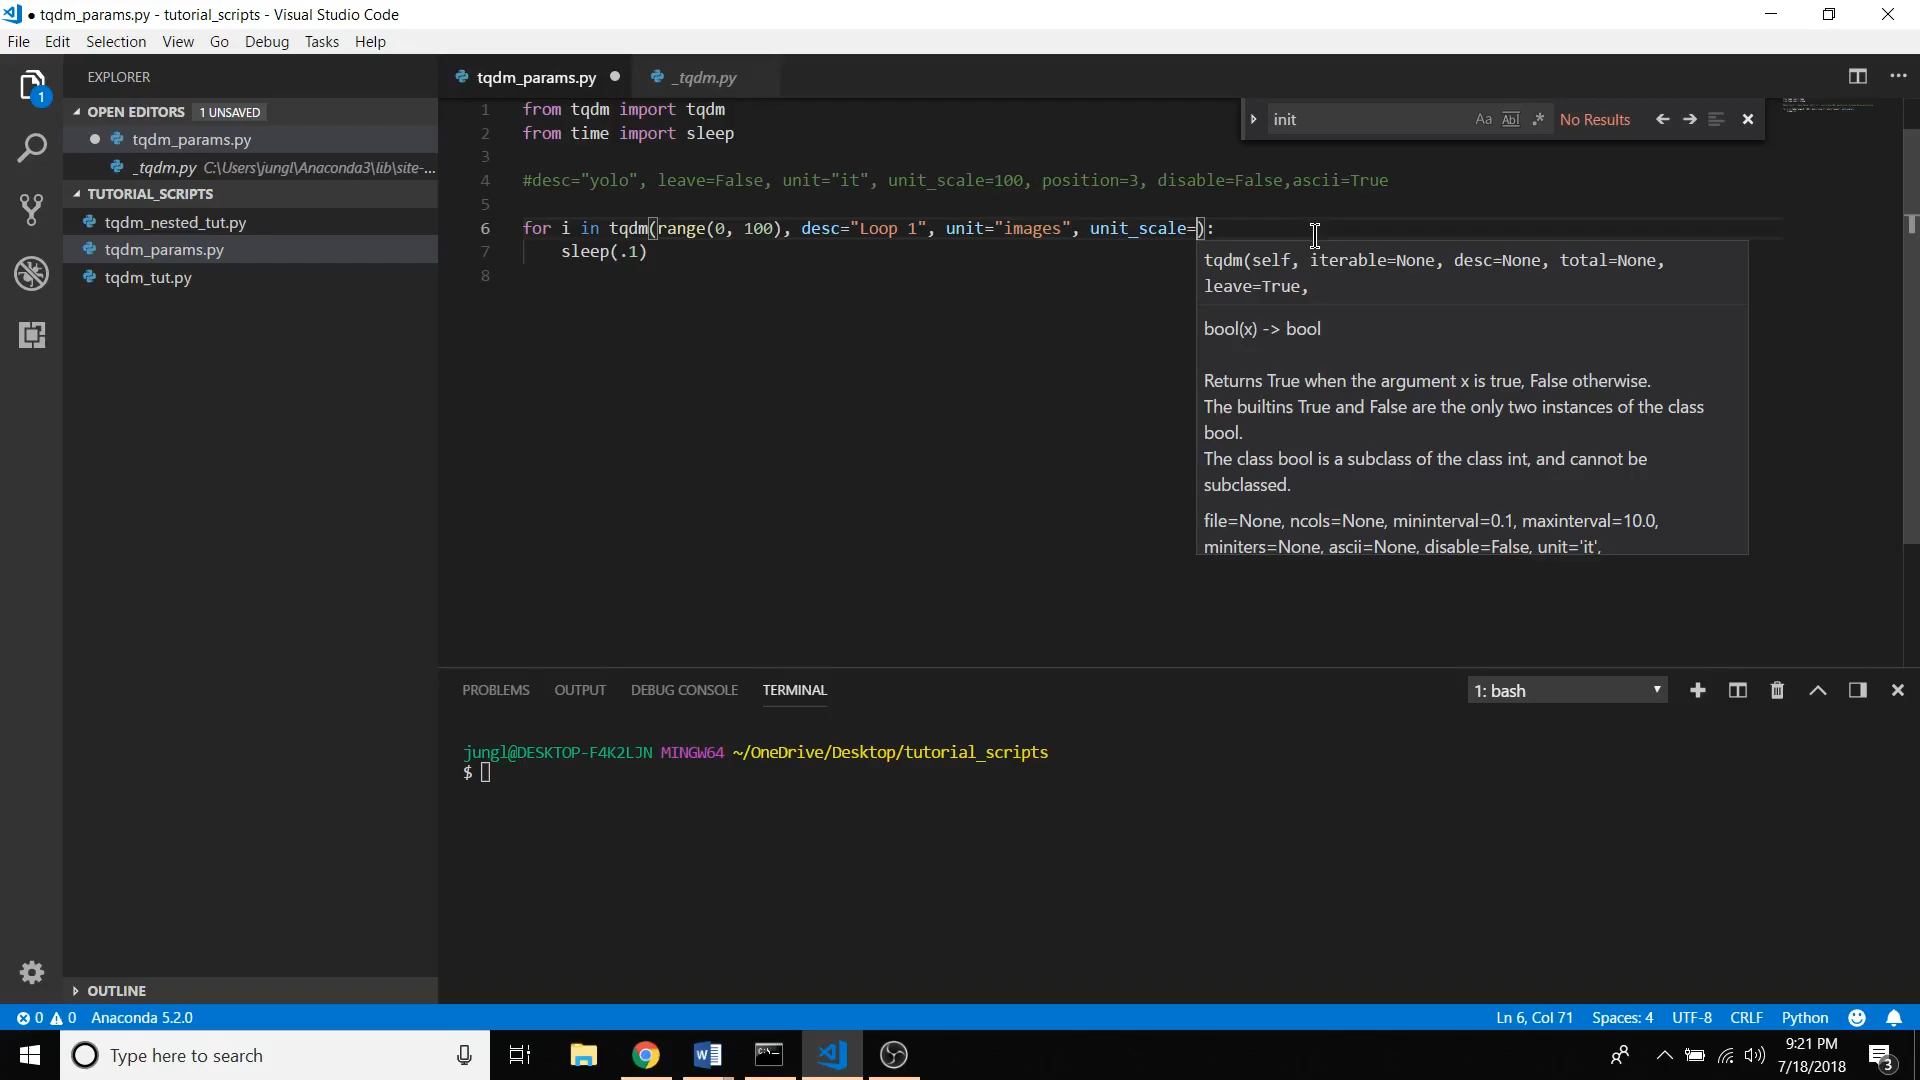 ● tqdm_params.py - tutorial_scripts - Visual Studio Code
File Edit Selection View Go Debug Tasks Help
EXPLORER
tqdm_params.py ●
_tqdm.py
1
OPEN EDITORS 1 UNSAVED
● tqdm_params.py
_tqdm.py C:\Users\jungl\Anaconda3\lib\site-...
TUTORIAL_SCRIPTS
tqdm_nested_tut.py
tqdm_params.py
tqdm_tut.py
OUTLINE
init
Aa Abl .* No Results
1 from tqdm import tqdm
2 from time import sleep
3
4 #desc="yolo", leave=False, unit="it", unit_scale=100, position=3, disable=False,ascii=True
5
6 for i in tqdm(range(0, 100), desc="Loop 1", unit="images", unit_scale=):
7 sleep(.1)
8
tqdm(self, iterable=None, desc=None, total=None,
leave=True,
bool(x) -> bool
Returns True when the argument x is true, False otherwise.
The builtins True and False are the only two instances of the class
bool.
The class bool is a subclass of the class int, and cannot be
subclassed.
file=None, ncols=None, mininterval=0.1, maxinterval=10.0,
miniters=None, ascii=None, disable=False, unit='it',
PROBLEMS OUTPUT DEBUG CONSOLE TERMINAL
1: bash
jungl@DESKTOP-F4K2LJN MINGW64 ~/OneDrive/Desktop/tutorial_scripts
$
0 0 Anaconda 5.2.0
Ln 6, Col 71 Spaces: 4 UTF-8 CRLF Python
Type here to search
9:21 PM
7/18/2018
3